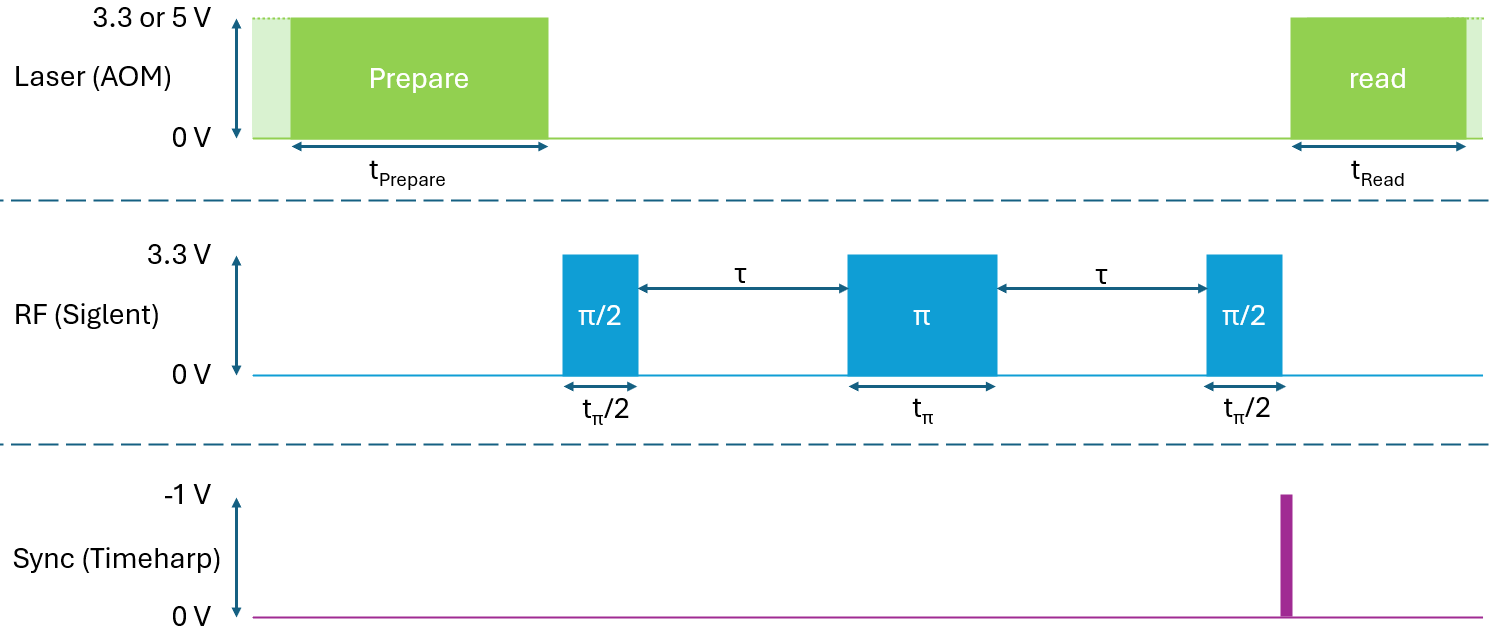 3.3 or 5 V
Laser (AOM)
Prepare
read
0 V
tPrepare
tRead
3.3 V
τ
τ
RF (Siglent)
π/2
π
π/2
0 V
tπ/2
tπ
tπ/2
-1 V
Sync (Timeharp)
0 V